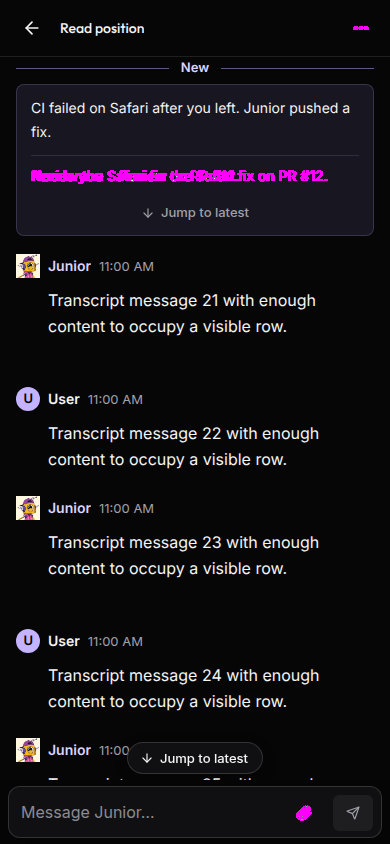 Read position
New
CI failed on Safari after you left. Junior pushed a
fix.
fix on PR #12.
Jump to latest
Junior 11:00 AM
Transcript message 21 with enough
content to occupy a visible row.
U User 11:00 AM
Transcript message 22 with enough
content to occupy a visible row.
Junior 11:00 AM
Transcript message 23 with enough
content to occupy a visible row.
U User 11:00 AM
Transcript message 24 with enough
content to occupy a visible row.
Junior 11:00
Jump to latest
Message Junior...